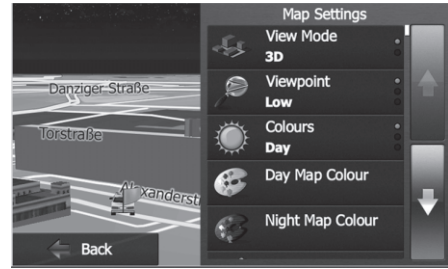 Map Settings
View Mode
3D
Viewpoint
Low
Colours
Day
Day Map Colour
Night Map Colour
Danziger Straße
Torstraße
Alexanderst
Back